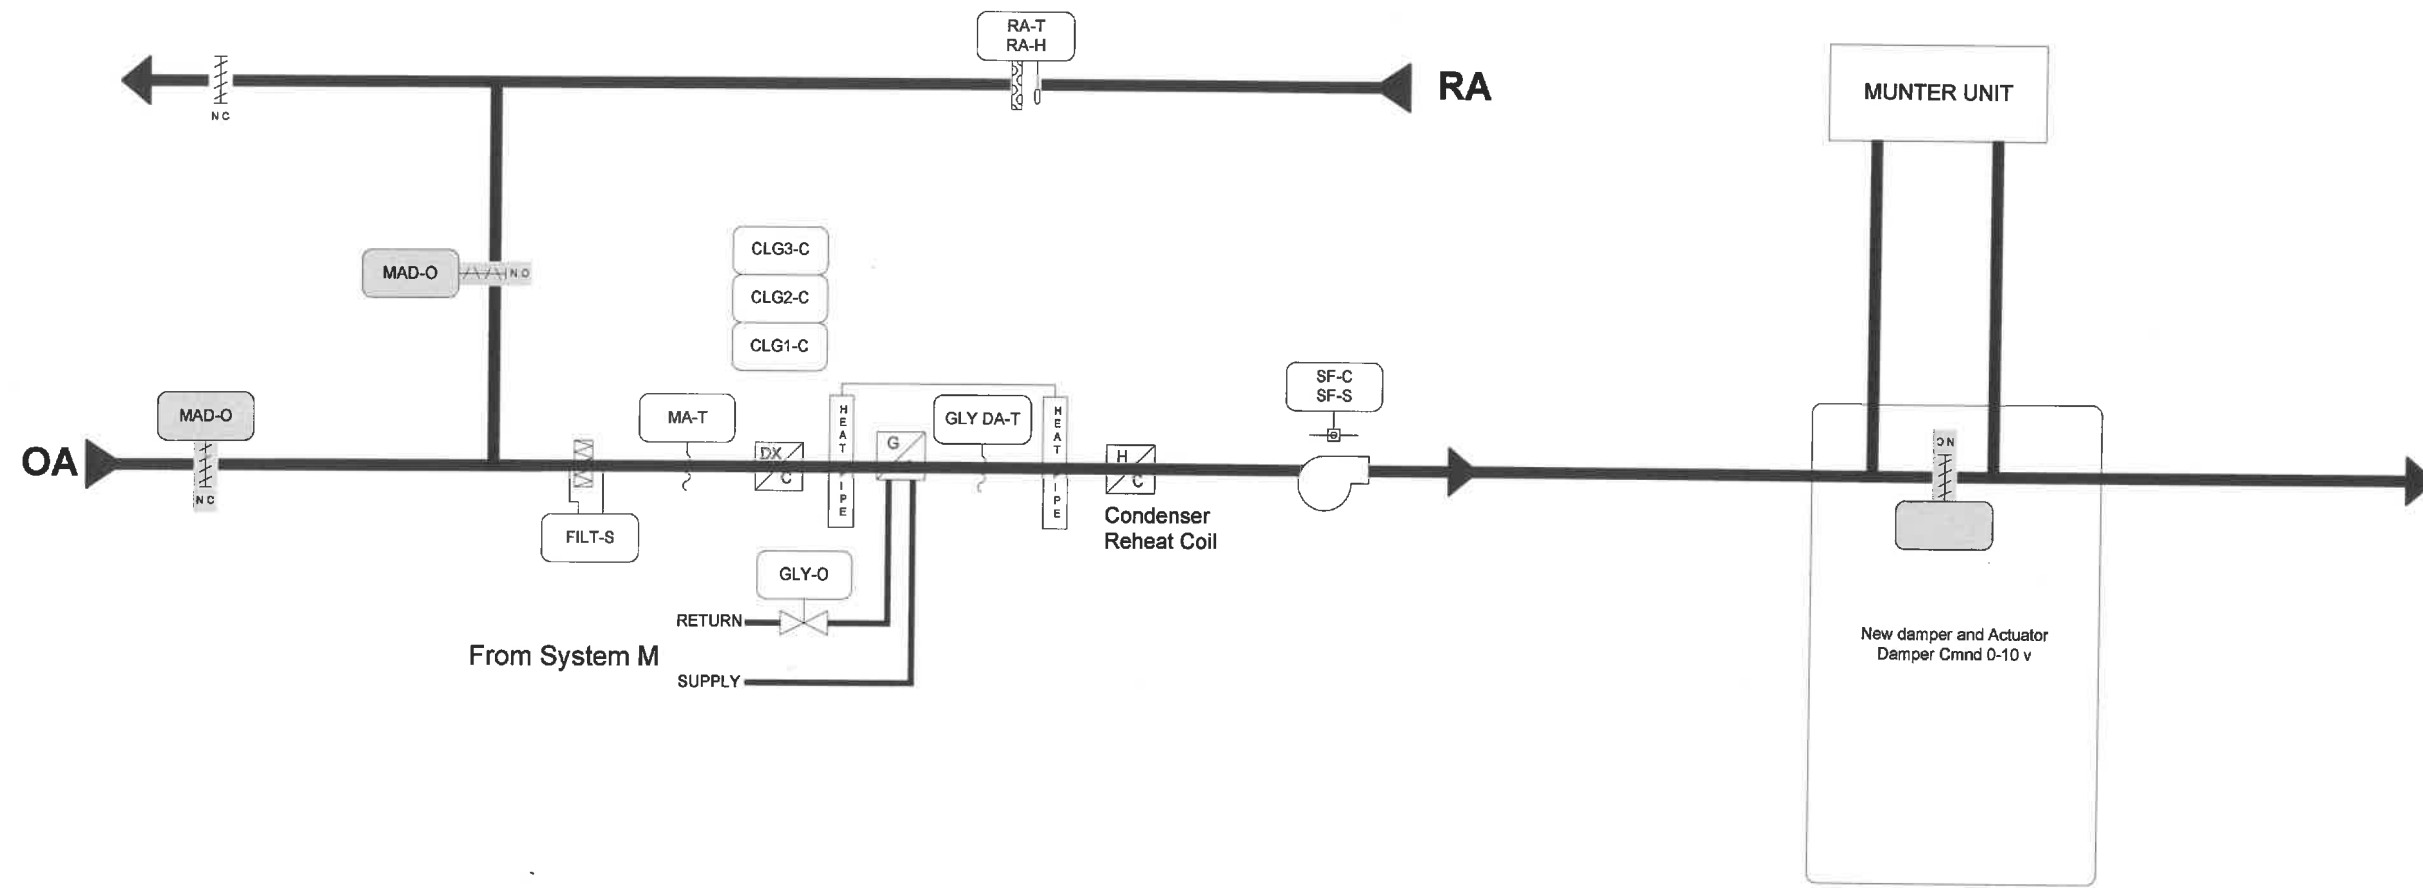 RA-T
RA-H
RA
NC
MUNTER UNIT
CLG3-C
MAD-O
NO
CLG2-C
CLG1-C
SF-C
SF-S
MAD-O
MA-T
HEAT PIPE
GLY DA-T
HEAT PIPE
G
DX
C
H
C
OA
NC
NC
FILT-S
Condenser
Reheat Coil
GLY-O
RETURN
From System M
SUPPLY
New damper and Actuator
Damper Cmnd 0-10 v